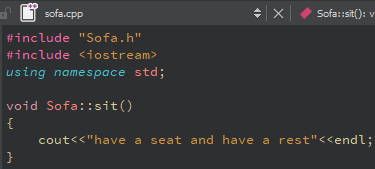 sofa.cpp Sofa::sit(): v
#include "Sofa.h"
#include <iostream>
using namespace std;
void Sofa::sit()
{
cout<<"have a seat and have a rest"<<endl;
}